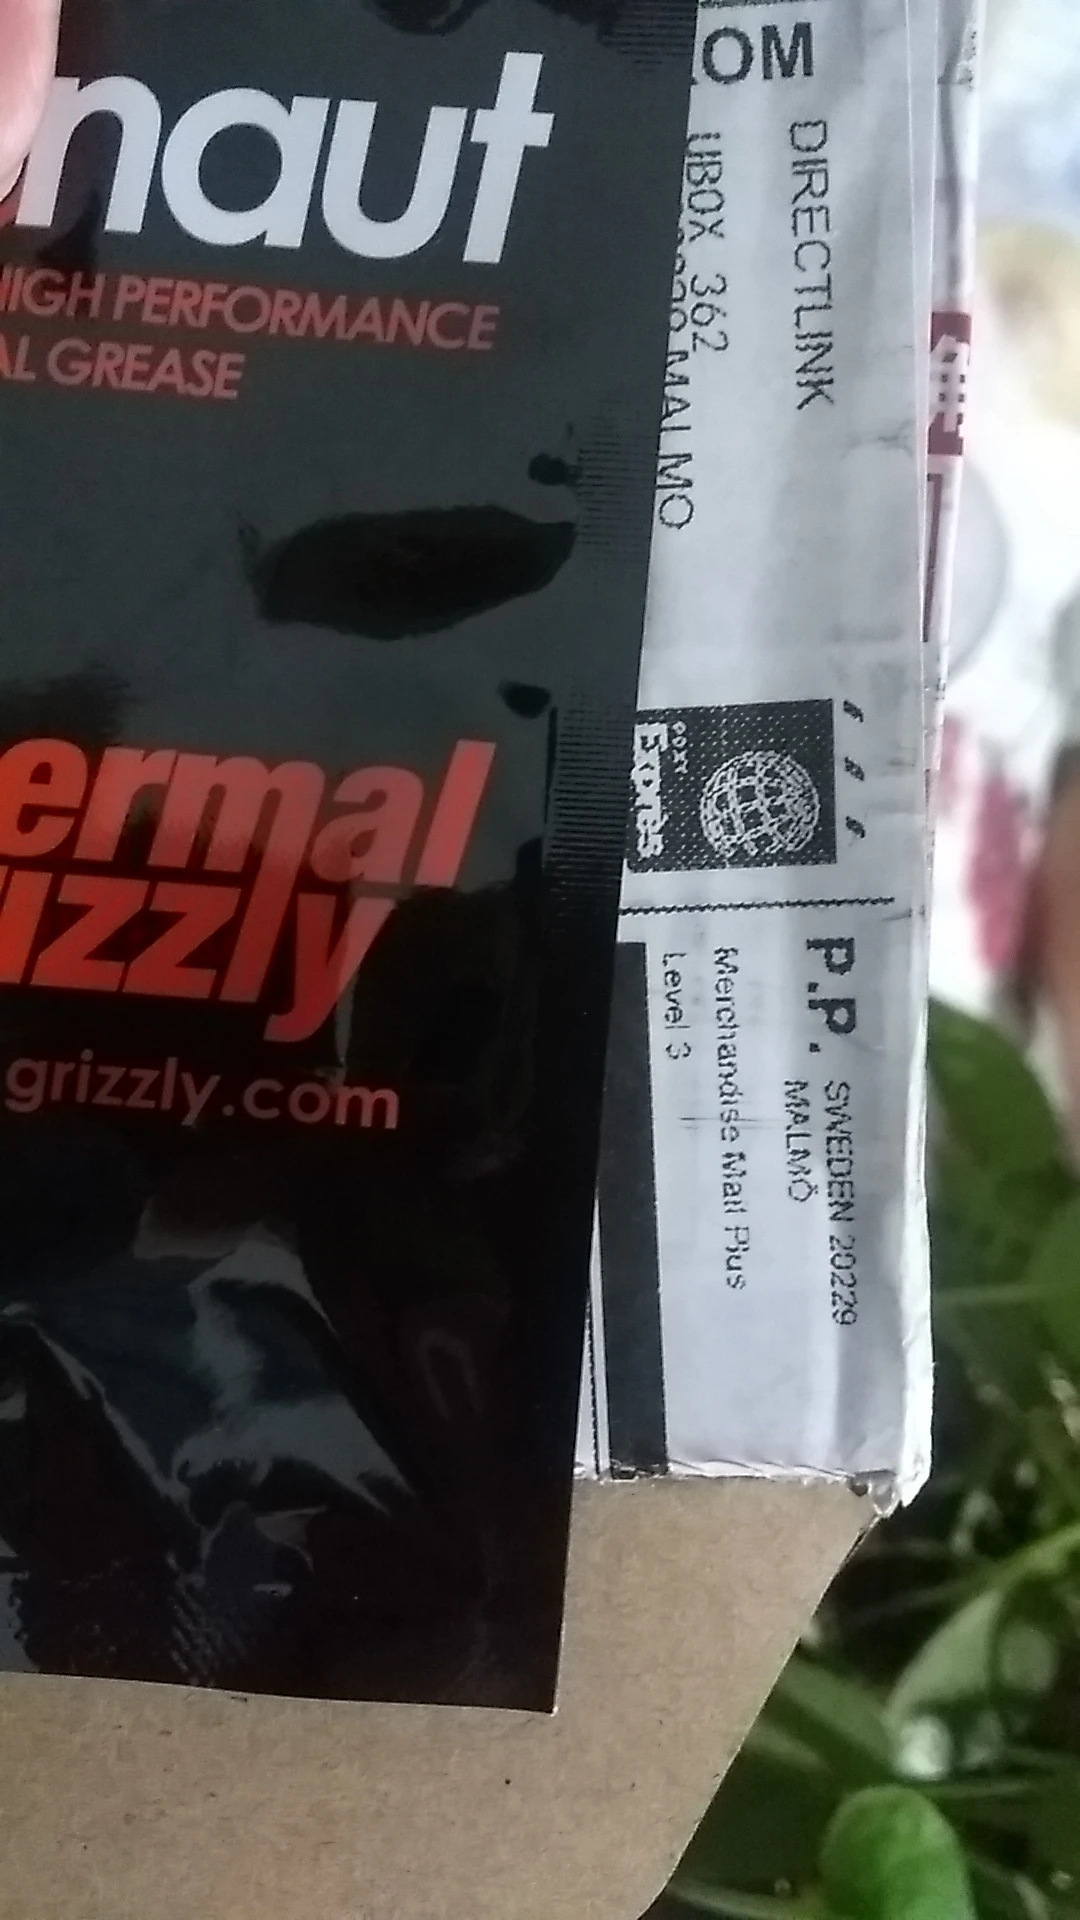 naut
HIGH PERFORMANCE
AL GREASE
ermal
izzly
grizzly.com
OM
DIRECTLINK
UBOX 362
MALMO
Exprès
P.P. SWEDEN 20229
MALMÖ
Merchandise Mail Plus
Level 3